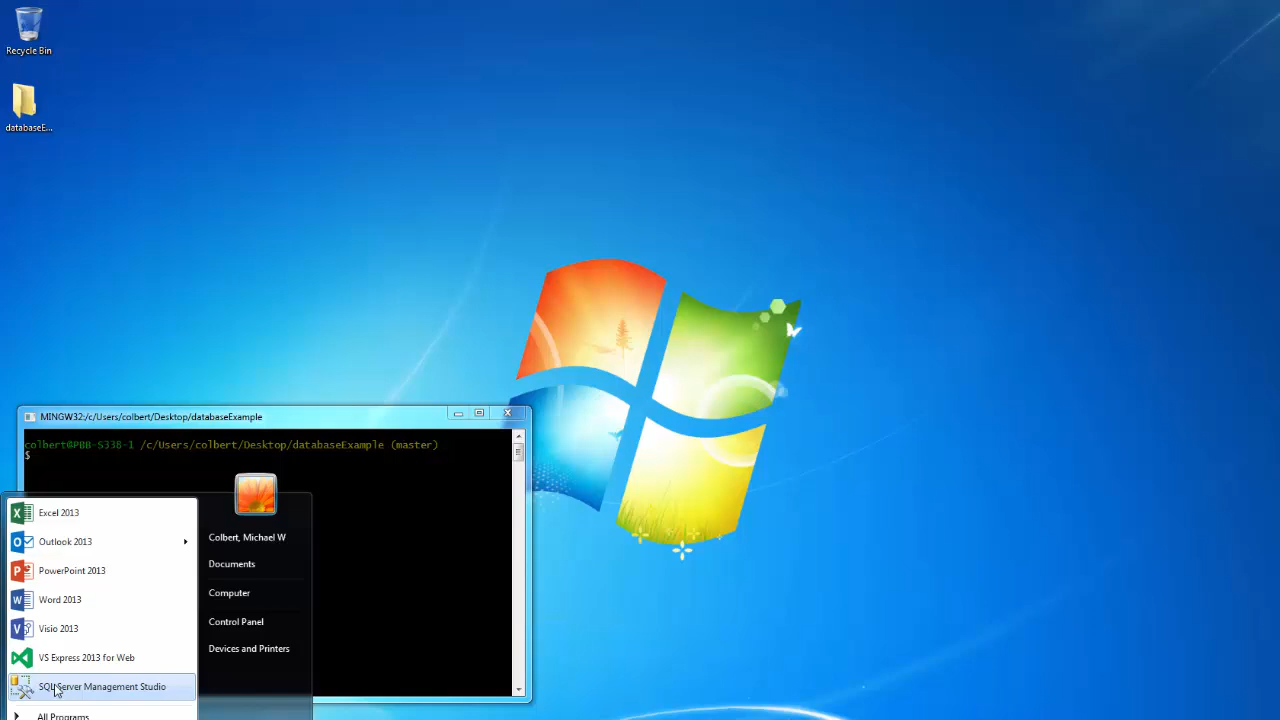 Recycle Bin
databaseE...
MINGW32:/c/Users/colbert/Desktop/databaseExample
colbert@PBB-S338-1 /c/Users/colbert/Desktop/databaseExample (master)
$
Excel 2013
Outlook 2013
PowerPoint 2013
Word 2013
Visio 2013
VS Express 2013 for Web
SQL Server Management Studio
All Programs
Colbert, Michael W
Documents
Computer
Control Panel
Devices and Printers